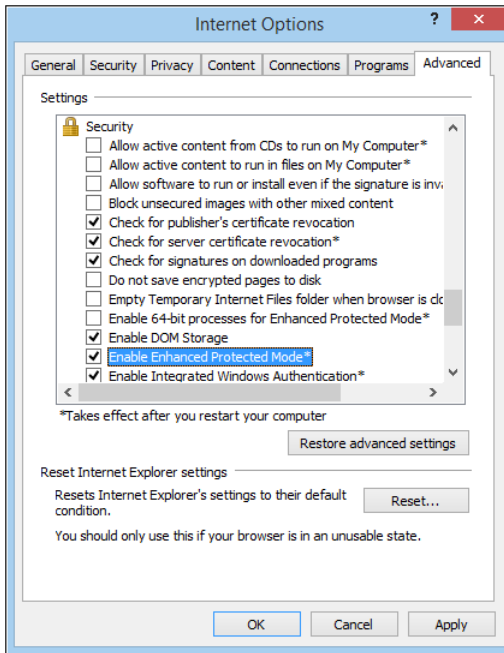 Internet Options
? ×
General Security Privacy Content Connections Programs Advanced
Settings
Security
Allow active content from CDs to run on My Computer*
Allow active content to run in files on My Computer*
Allow software to run or install even if the signature is inva
Block unsecured images with other mixed content
Check for publisher's certificate revocation
Check for server certificate revocation*
Check for signatures on downloaded programs
Do not save encrypted pages to disk
Empty Temporary Internet Files folder when browser is clo
Enable 64-bit processes for Enhanced Protected Mode*
Enable DOM Storage
Enable Enhanced Protected Mode*
Enable Integrated Windows Authentication*
*Takes effect after you restart your computer
Restore advanced settings
Reset Internet Explorer settings
Resets Internet Explorer's settings to their default
condition.
Reset...
You should only use this if your browser is in an unusable state.
OK Cancel Apply